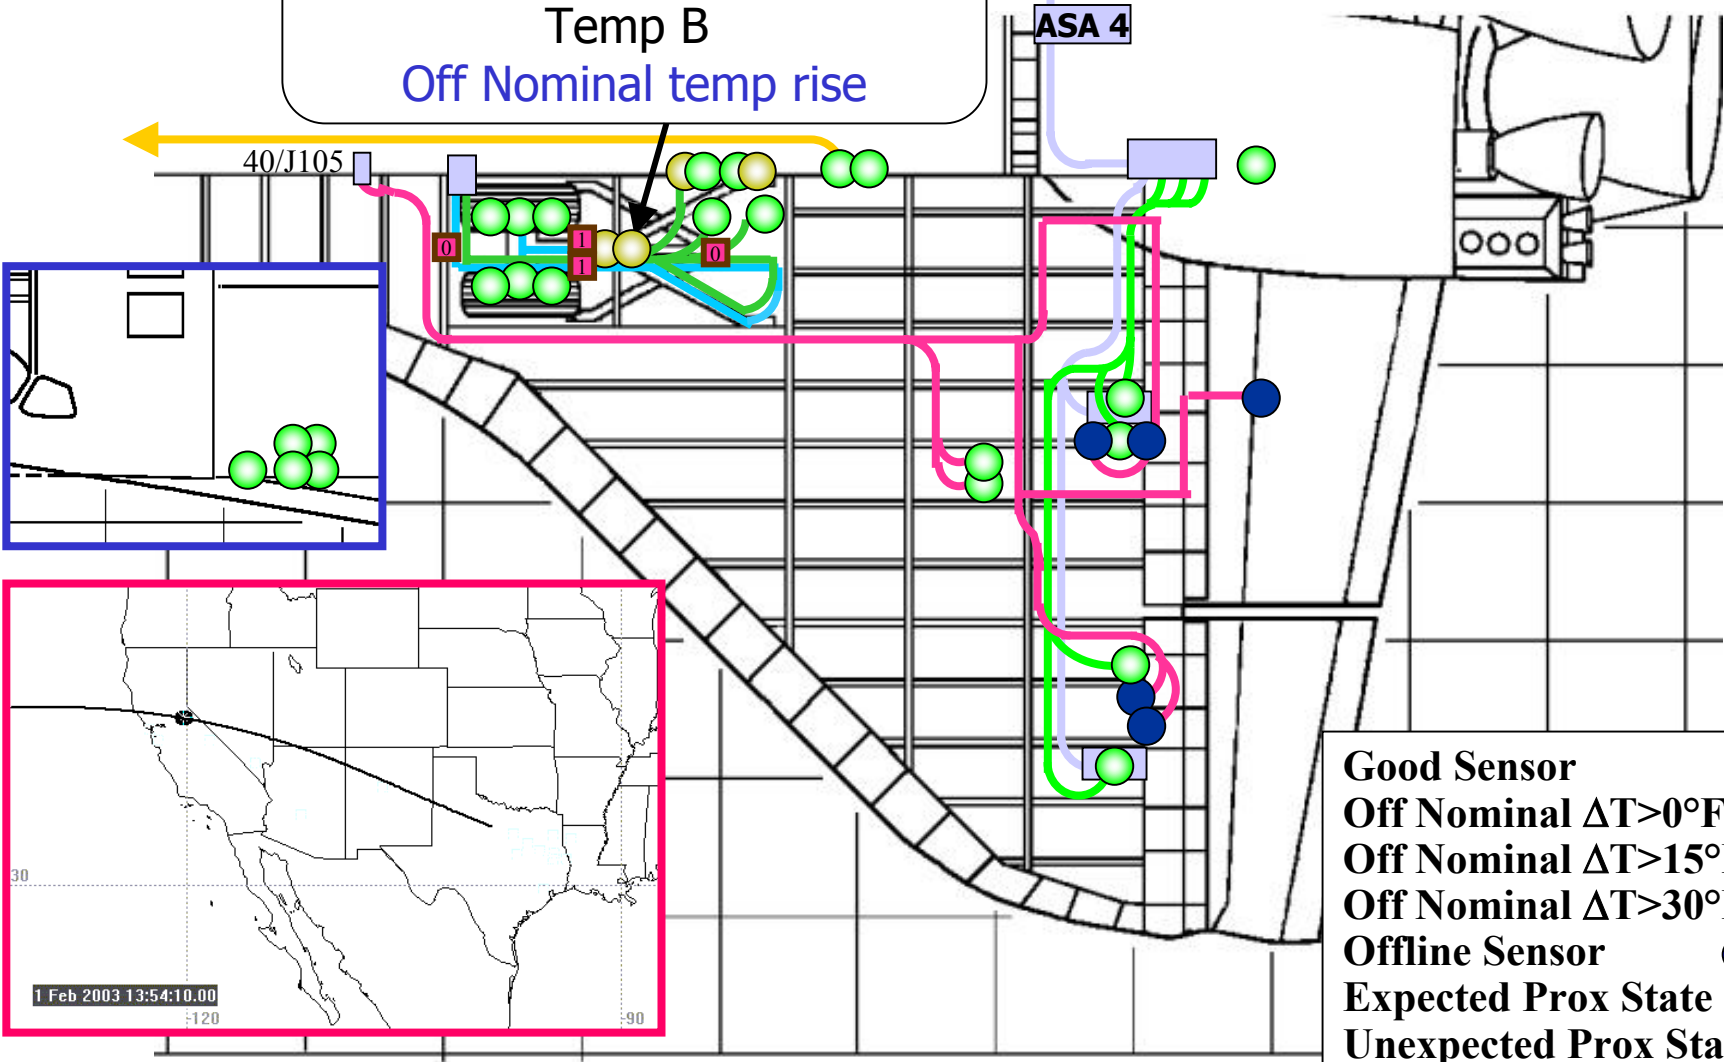 Temp B
Off Nominal temp rise
ASA 4
40/J105
0
1
1
0
30
1 Feb 2003 13:54:10.00
-120
-90
Good Sensor
Off Nominal ΔT>0°F
Off Nominal ΔT>15°
Off Nominal ΔT>30°
Offline Sensor
Expected Prox State
Unexpected Prox Sta